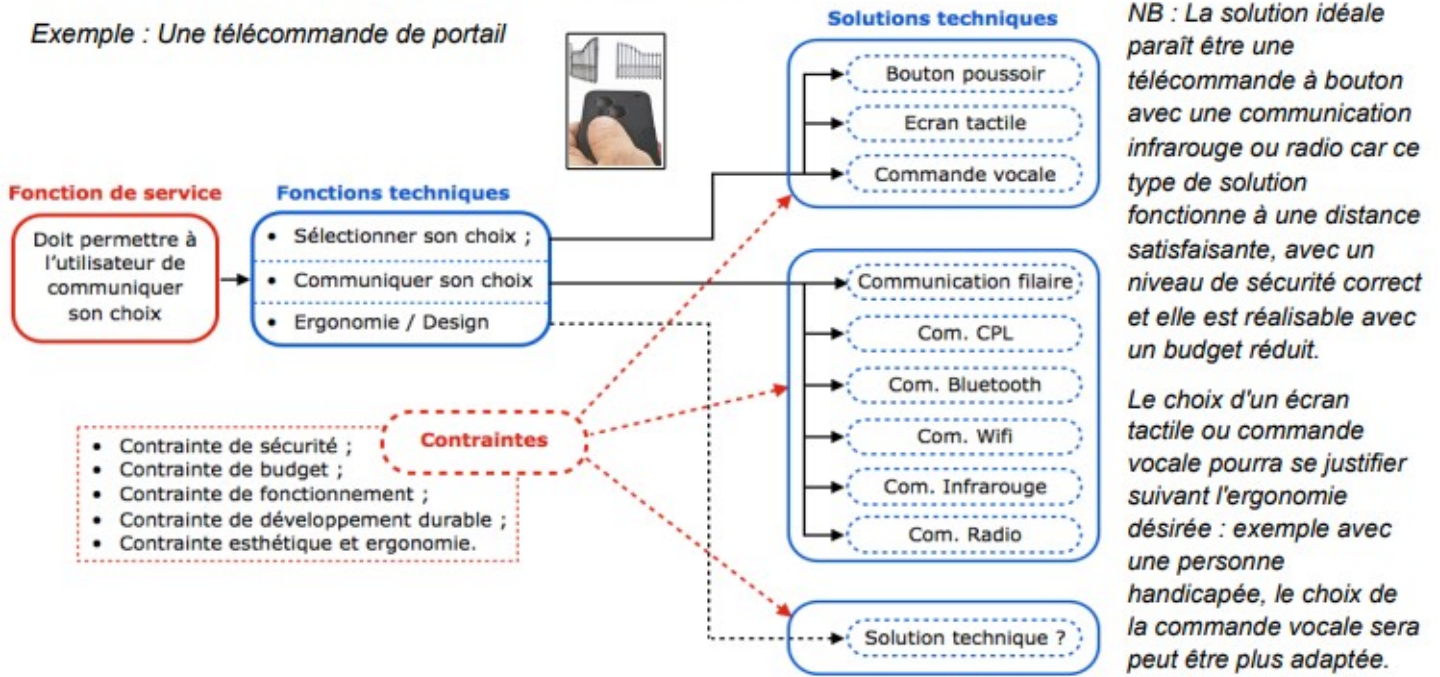 Exemple : Une télécommande de portail
Fonction de service
Doit permettre à
l'utilisateur de
communiquer
son choix
Fonctions techniques
• Sélectionner son choix ;
• Communiquer son choix
• Ergonomie / Design
Contraintes
• Contrainte de sécurité ;
• Contrainte de budget ;
• Contrainte de fonctionnement ;
• Contrainte de développement durable ;
• Contrainte esthétique et ergonomie.
Solutions techniques
Bouton poussoir
Ecran tactile
Commande vocale
Communication filaire
Com. CPL
Com. Bluetooth
Com. Wifi
Com. Infrarouge
Com. Radio
Solution technique ?
NB : La solution idéale
paraît être une
télécommande à bouton
avec une communication
infrarouge ou radio car ce
type de solution
fonctionne à une distance
satisfaisante, avec un
niveau de sécurité correct
et elle est réalisable avec
un budget réduit.
Le choix d'un écran
tactile ou commande
vocale pourra se justifier
suivant l'ergonomie
désirée : exemple avec
une personne
handicapée, le choix de
la commande vocale sera
peut être plus adaptée.